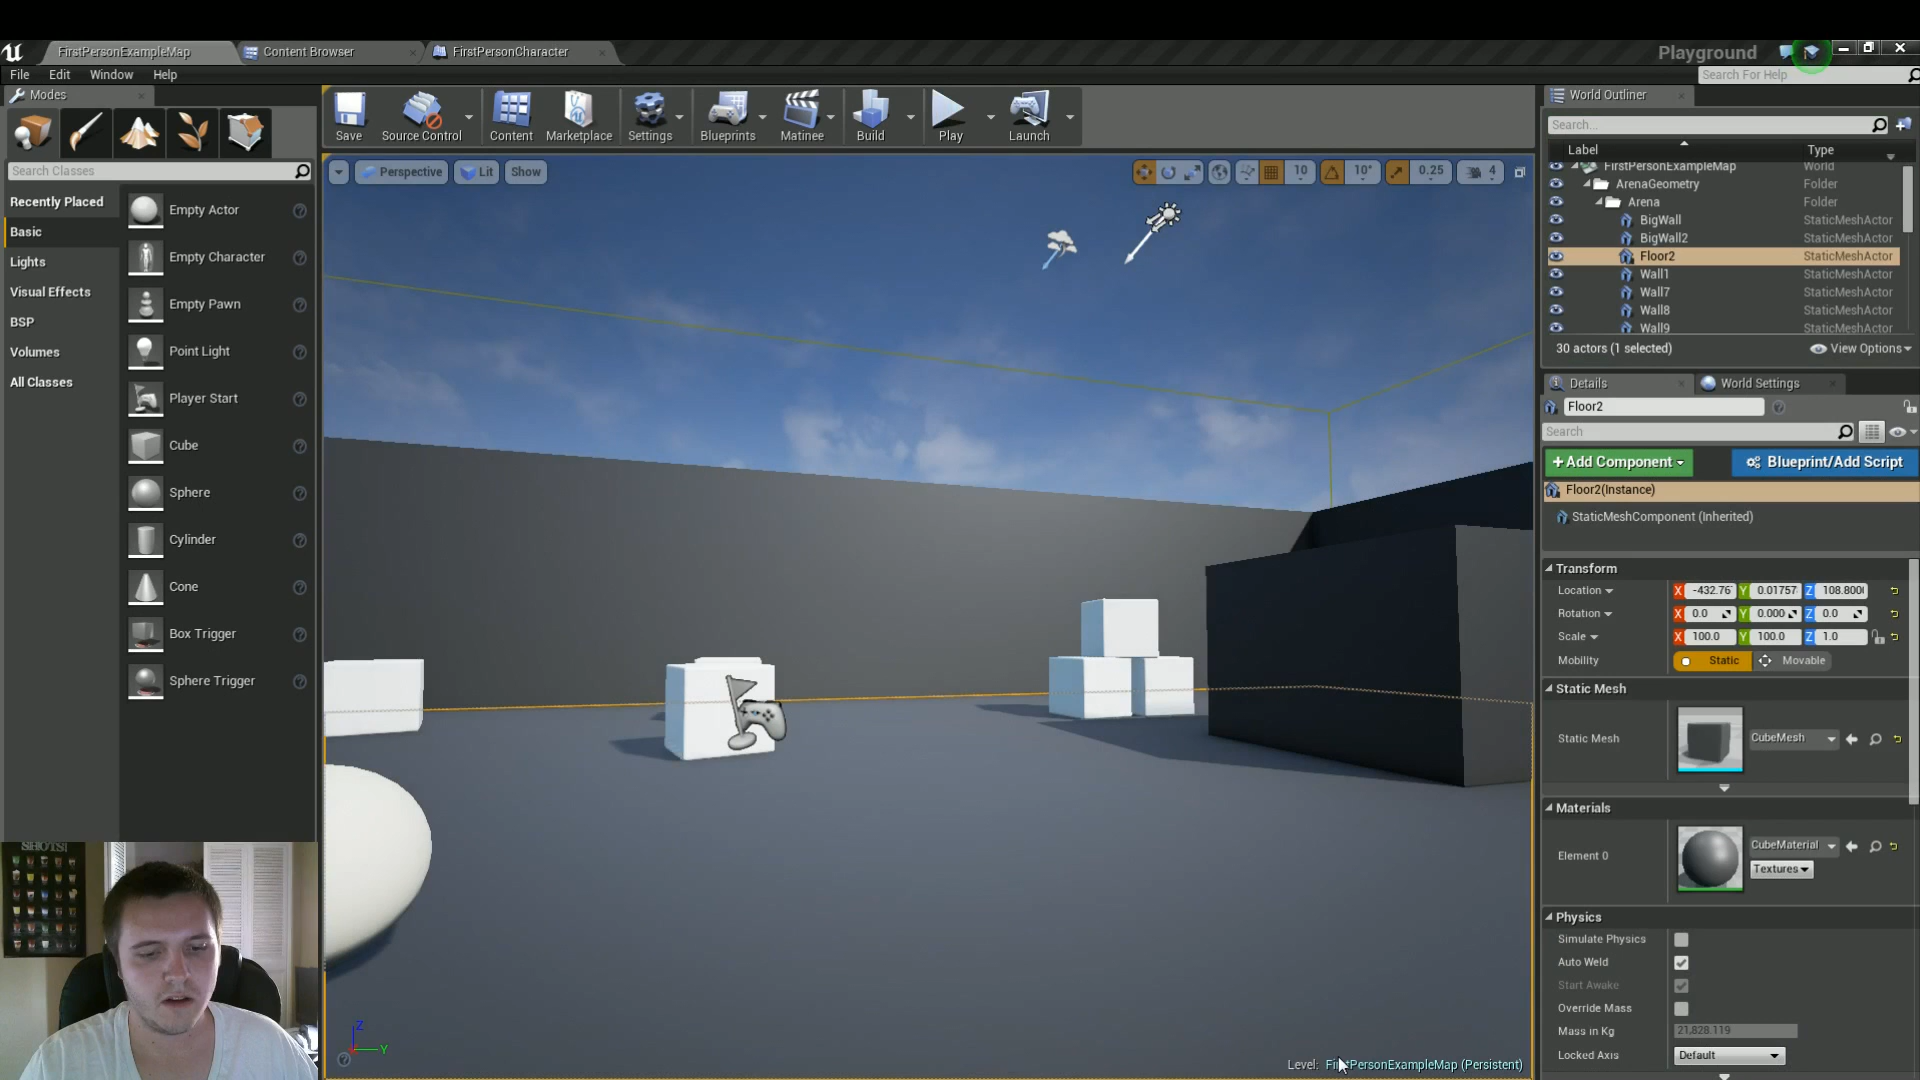 FirstPersonExampleMap
Content Browser
FirstPersonCharacter
Playground
File Edit Window Help
Search For Help
Modes
Save
Source Control
Content
Marketplace
Settings
Blueprints
Matinee
Build
Play
Launch
World Outliner
Search...
Label Type
Search Classes
Perspective
Lit
Show
10
10°
0.25
4
Recently Placed
Basic
Lights
Visual Effects
BSP
Volumes
All Classes
Empty Actor
Empty Character
Empty Pawn
Point Light
Player Start
Cube
Sphere
Cylinder
Cone
Box Trigger
Sphere Trigger
FirstPersonExampleMap World
ArenaGeometry Folder
Arena Folder
BigWall StaticMeshActor
BigWall2 StaticMeshActor
Floor2 StaticMeshActor
Wall1 StaticMeshActor
Wall7 StaticMeshActor
Wall8 StaticMeshActor
Wall9 StaticMeshActor
30 actors (1 selected) View Options
Details World Settings
Floor2
Search
+Add Component Blueprint/Add Script
Floor2(Instance)
StaticMeshComponent (Inherited)
Transform
Location X -432.76 Y 0.01757 Z 108.800
Rotation X 0.0 Y 0.000 Z 0.0
Scale X 100.0 Y 100.0 Z 1.0
Mobility Static Movable
Static Mesh
Static Mesh CubeMesh
Materials
Element 0 CubeMaterial
Textures
Physics
Simulate Physics
Auto Weld
Start Awake
Override Mass
Mass in Kg 21,828.119
Locked Axis Default
SHOTS!
Z
Y
Level: FirstPersonExampleMap (Persistent)